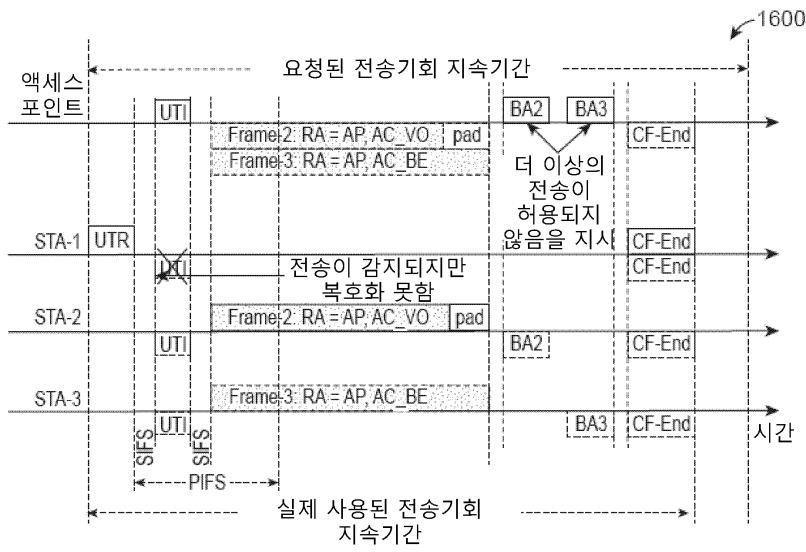 1600
요청된 전송기회 지속기간
액세스
포인트
UTI
BA2
BA3
Frame-2: RA = AP, AC_VO
pad
CF-End
Frame-3: RA = AP, AC_BE
더 이상의
전송이
허용되지
않음을 지시
STA-1
UTR
CF-End
UTI
전송이 감지되지만
복호화 못함
CF-End
STA-2
Frame-2: RA = AP, AC_VO
pad
UTI
BA2
CF-End
STA-3
Frame-3: RA = AP, AC_BE
UTI
BA3
CF-End
시간
SIFS
SIFS
PIFS
실제 사용된 전송기회
지속기간